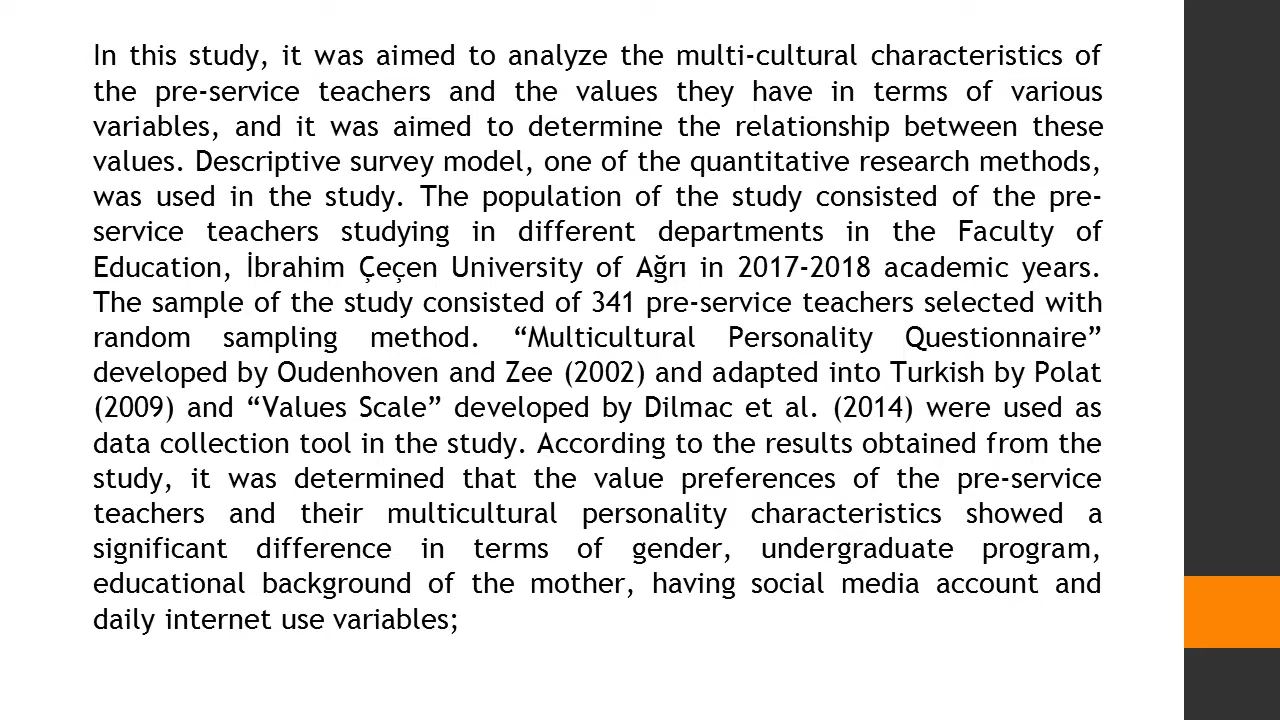 In this study, it was aimed to analyze the multi-cultural characteristics of
the pre-service teachers and the values they have in terms of various
variables, and it was aimed to determine the relationship between these
values. Descriptive survey model, one of the quantitative research methods,
was used in the study. The population of the study consisted of the pre-
service teachers studying in different departments in the Faculty of
Education, İbrahim Çeçen University of Ağrı in 2017-2018 academic years.
The sample of the study consisted of 341 pre-service teachers selected with
random sampling method. “Multicultural Personality Questionnaire”
developed by Oudenhoven and Zee (2002) and adapted into Turkish by Polat
(2009) and “Values Scale” developed by Dilmac et al. (2014) were used as
data collection tool in the study. According to the results obtained from the
study, it was determined that the value preferences of the pre-service
teachers and their multicultural personality characteristics showed a
significant difference in terms of gender, undergraduate program,
educational background of the mother, having social media account and
daily internet use variables;